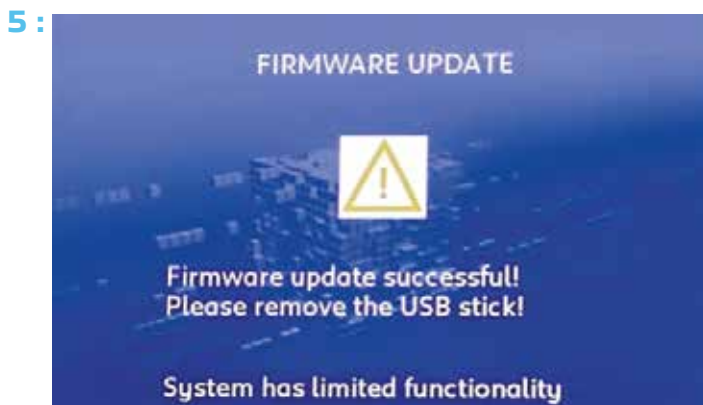 5 :
FIRMWARE UPDATE
!
Firmware update successful!
Please remove the USB stick!
System has limited functionality